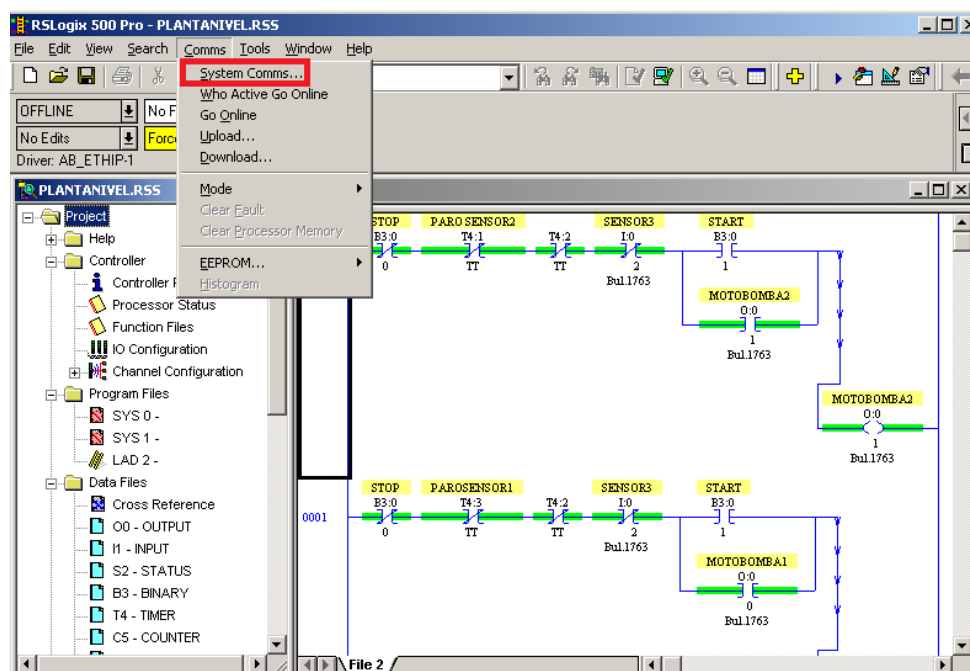 RSLogix 500 Pro - PLANTANIVEL.RSS
File Edit View Search Comms Tools Window Help
System Comms...
Who Active Go Online
Go Online
Upload...
Download...
Mode
Clear Fault
Clear Processor Memory
EEPROM...
Histogram
OFFLINE
No F
No Edits
Forc
Driver: AB_ETHIP-1
PLANTANIVEL.RSS
Project
Help
Controller
Controller
Processor Status
Function Files
IO Configuration
Channel Configuration
Program Files
SYS 0 -
SYS 1 -
LAD 2 -
Data Files
Cross Reference
O0 - OUTPUT
I1 - INPUT
S2 - STATUS
B3 - BINARY
T4 - TIMER
C5 - COUNTER
STOP PARO SENSOR2 SENSOR3 START
B3:0 T4:1 T4:2 I:0 B3:0
0 TT TT 2 1
Bul.1763
MOTOBOMBA2
O:0
1
Bul.1763
MOTOBOMBA2
O:0
1
Bul.1763
0001
STOP PAROSENSOR1 SENSOR3 START
B3:0 T4:3 T4:2 I:0 B3:0
0 TT TT 2 1
Bul.1763
MOTOBOMBA1
O:0
0
Bul.1763
File 2